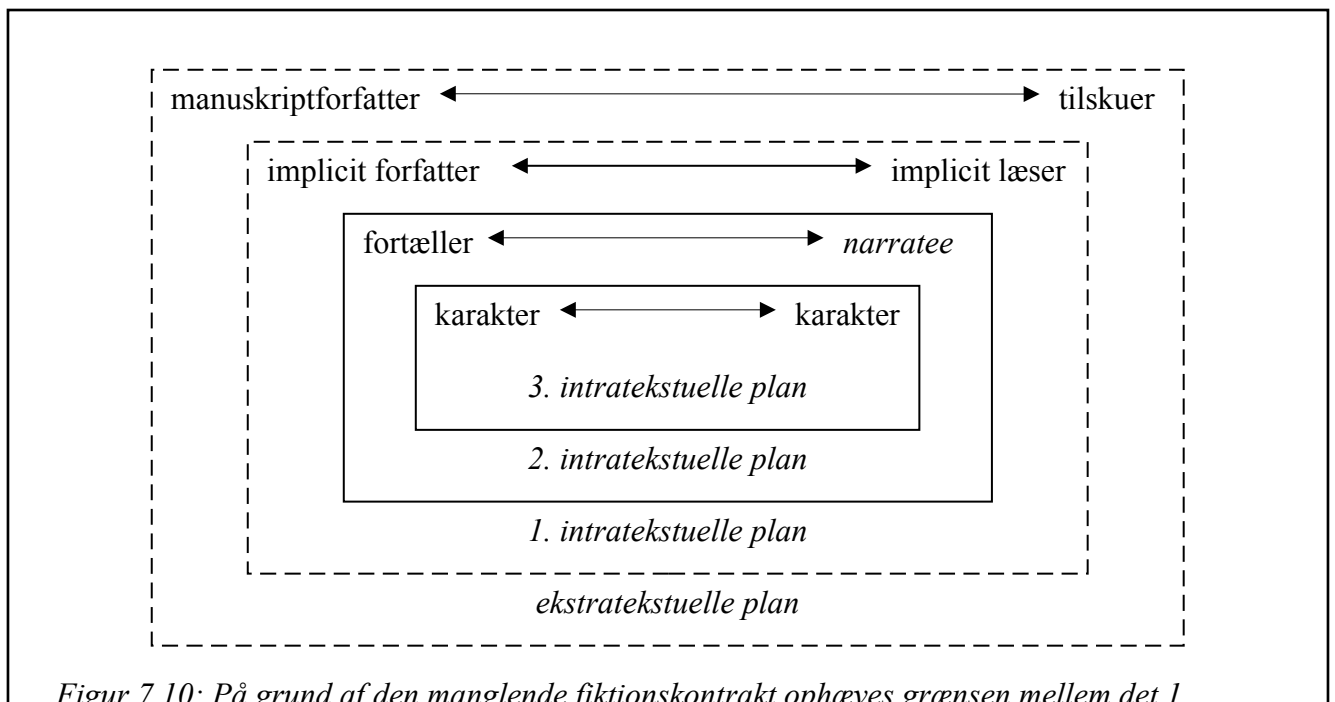 manuskriptforfatter tilskuer
implicit forfatter implicit læser
fortæller narratee
karakter karakter
3. intratekstuelle plan
2. intratekstuelle plan
1. intratekstuelle plan
ekstratekstuelle plan
Figur 7.10: På grund af den manglende fiktionskontrakt ophæves grænsen mellem det 1.